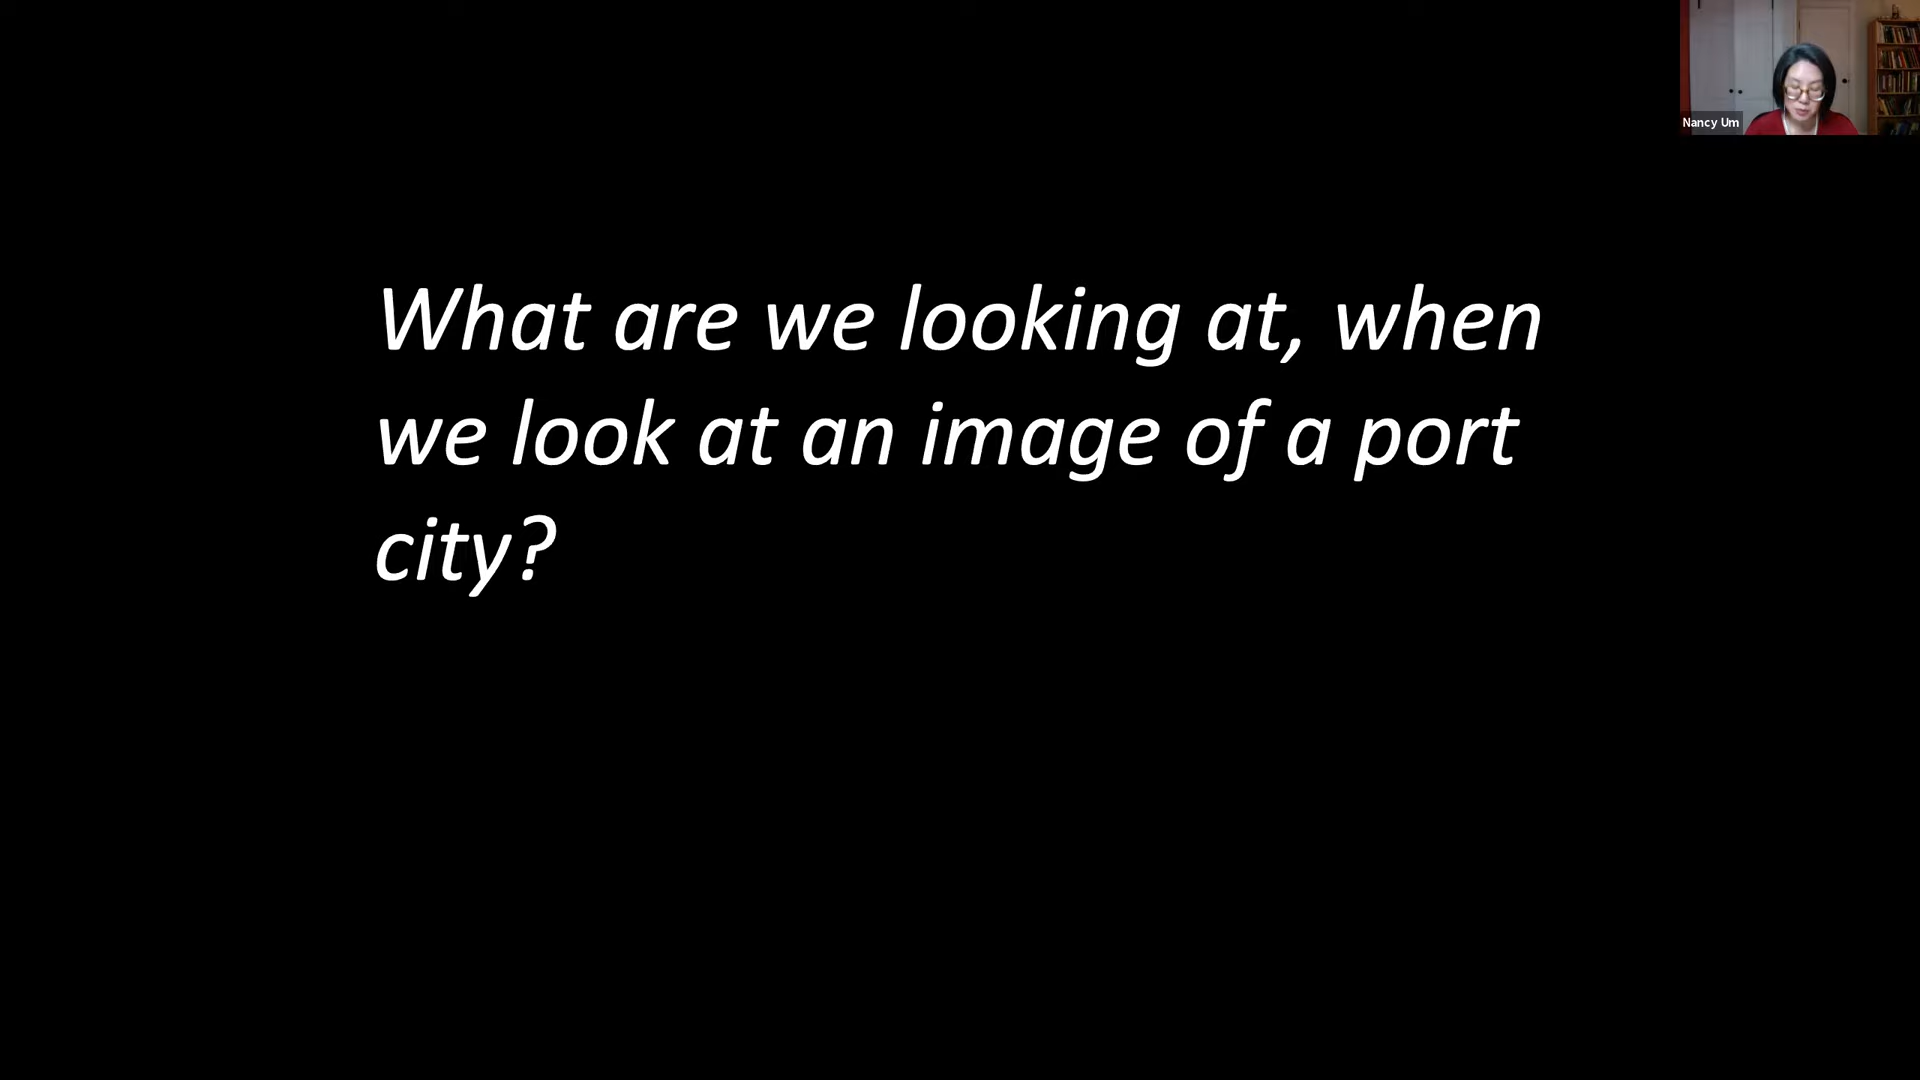 Nancy Um
What are we looking at, when
we look at an image of a port
city?